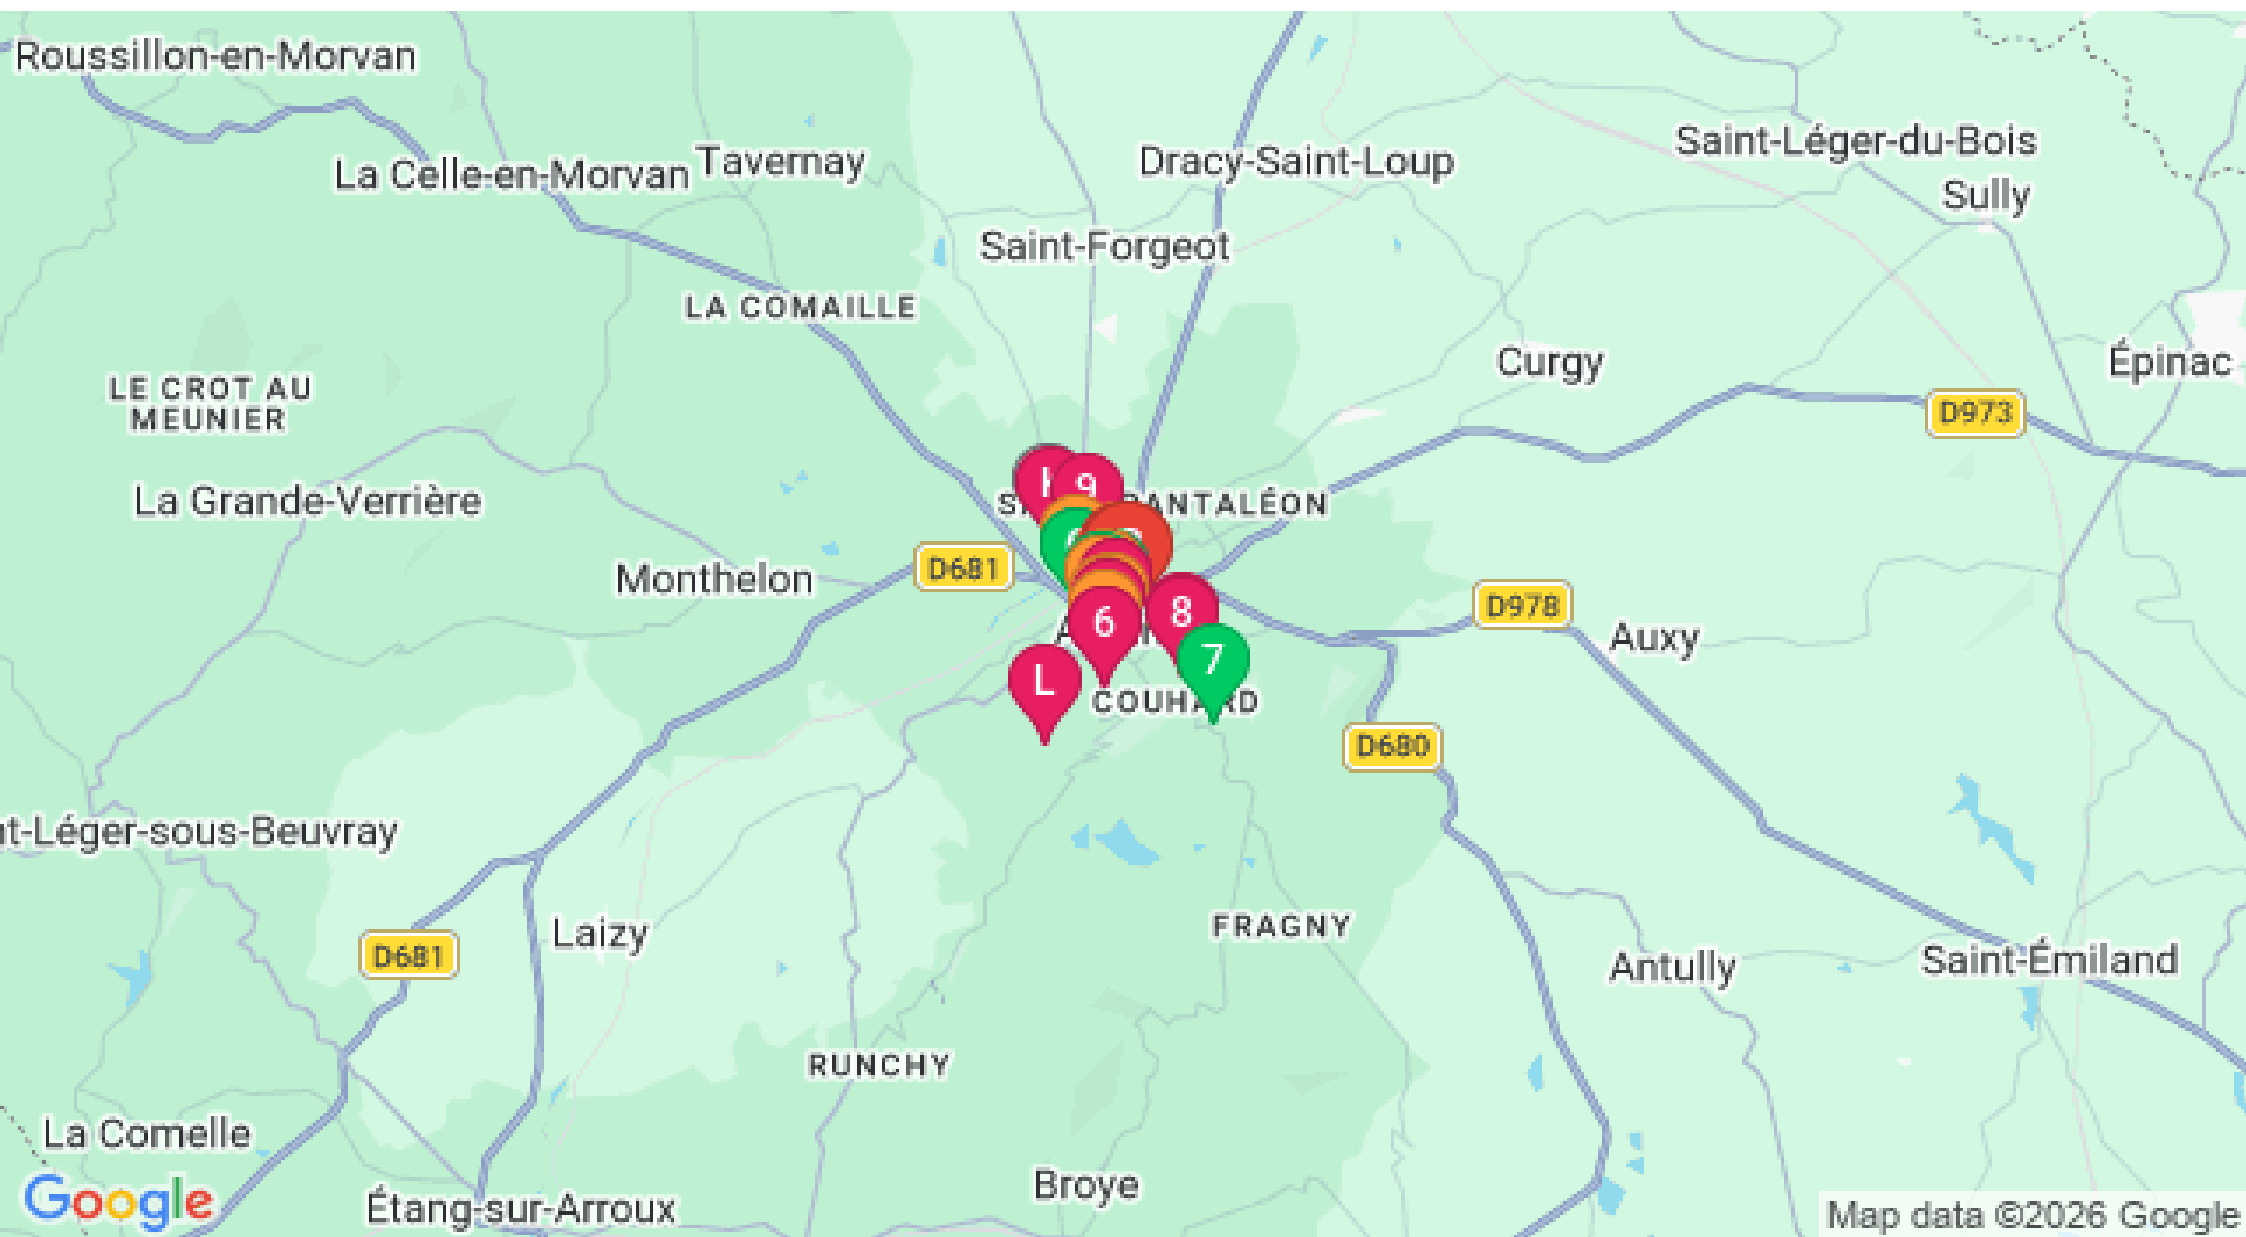 Roussillon-en-Morvan
La Celle-en-Morvan
Tavernay
Dracy-Saint-Loup
Saint-Léger-du-Bois
Sully
Saint-Forgeot
LA COMAILLE
Curgy
Épinac
LE CROT AU
MEUNIER
D973
La Grande-Verrière
9
ANTALÉON
D681
Monthelon
D978
Auxy
8
6
7
L
COUH
D
D680
t-Léger-sous-Beuvray
Laizy
FRAGNY
D681
Antully
Saint-Émiland
RUNCHY
La Comelle
Broye
Étang-sur-Arroux
Google
Map data ©2026 Google